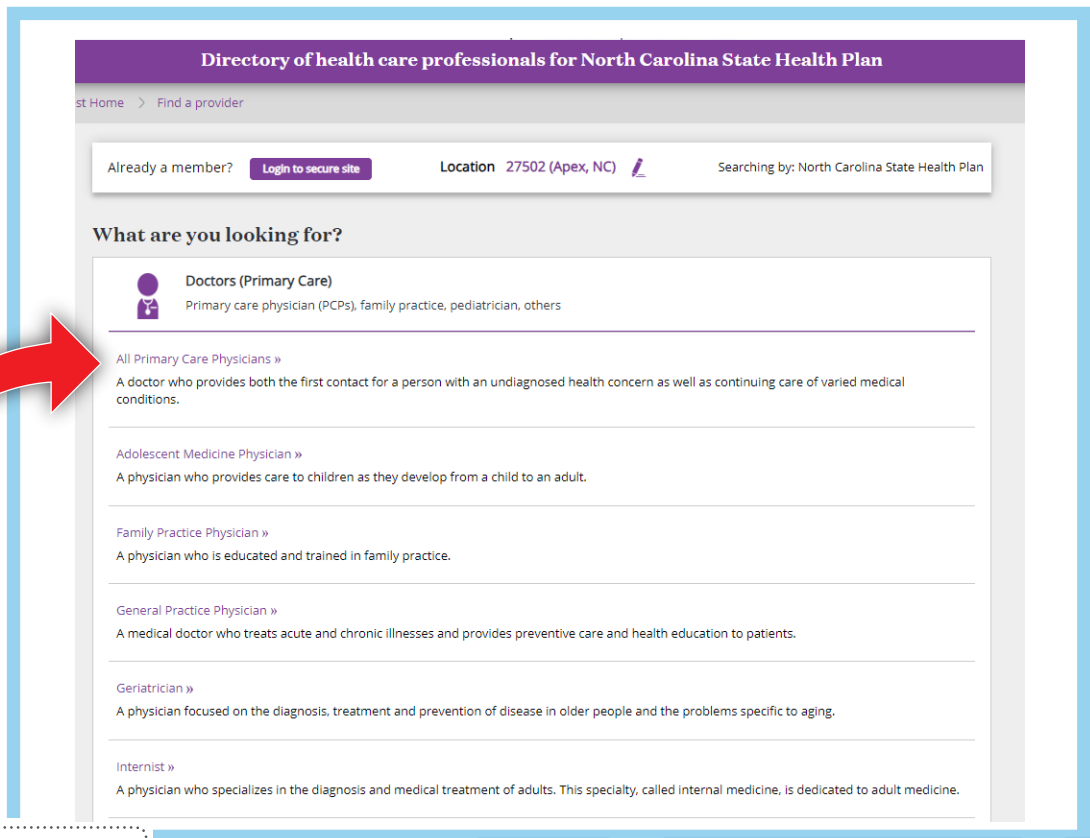 Directory of health care professionals for North Carolina State Health Plan
st Home > Find a provider
Already a member? Login to secure site Location 27502 (Apex, NC) Searching by: North Carolina State Health Plan
What are you looking for?
Doctors (Primary Care)
Primary care physician (PCPs), family practice, pediatrician, others
All Primary Care Physicians »
A doctor who provides both the first contact for a person with an undiagnosed health concern as well as continuing care of varied medical
conditions.
Adolescent Medicine Physician »
A physician who provides care to children as they develop from a child to an adult.
Family Practice Physician »
A physician who is educated and trained in family practice.
General Practice Physician »
A medical doctor who treats acute and chronic illnesses and provides preventive care and health education to patients.
Geriatrician »
A physician focused on the diagnosis, treatment and prevention of disease in older people and the problems specific to aging.
Internist »
A physician who specializes in the diagnosis and medical treatment of adults. This specialty, called internal medicine, is dedicated to adult medicine.